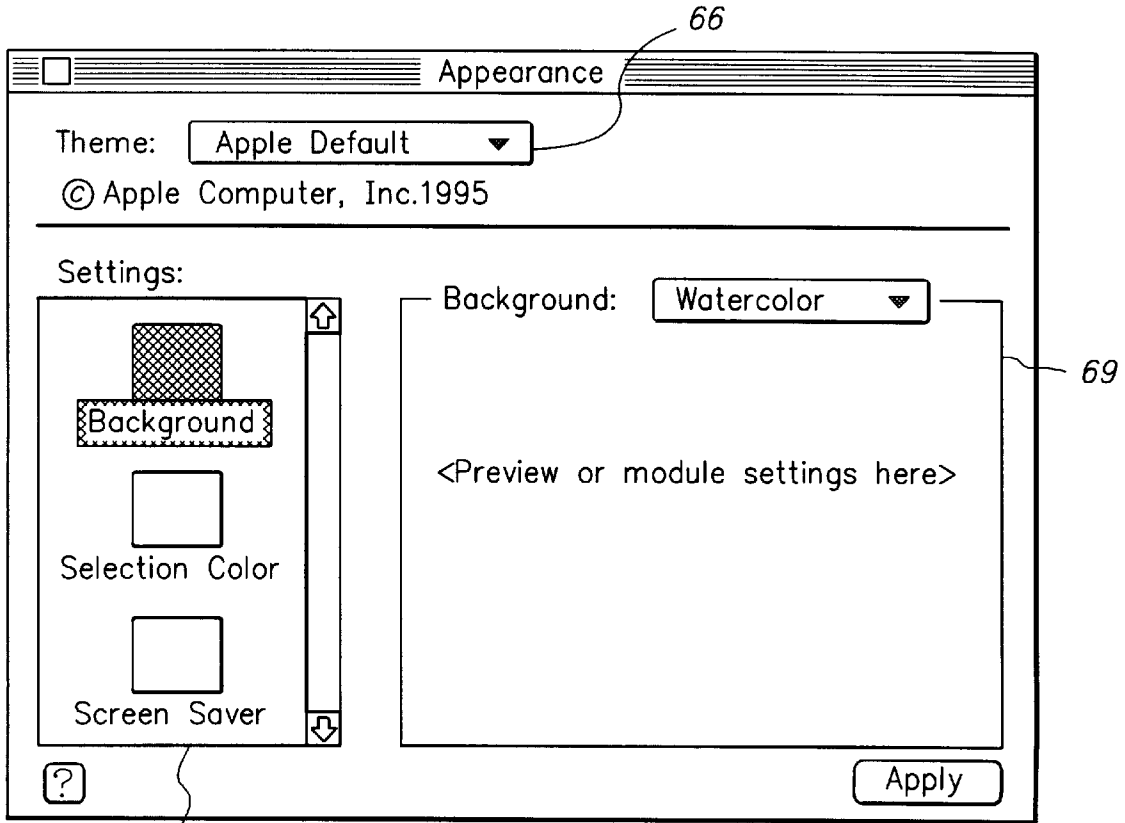 66
Appearance
Theme: Apple Default
© Apple Computer, Inc.1995
Settings:
Background: Watercolor
69
Background
<Preview or module settings here>
Selection Color
Screen Saver
?
Apply